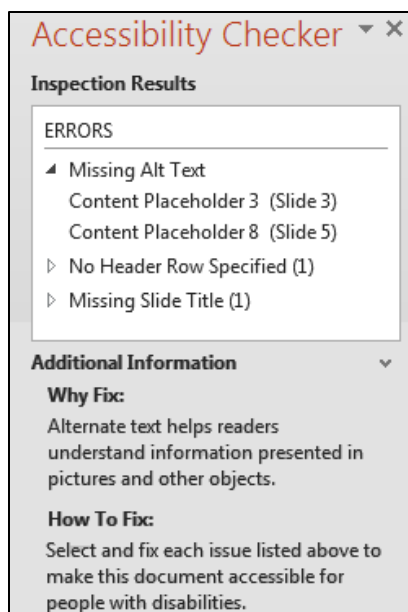 Accessibility Checker
Inspection Results
ERRORS
Missing Alt Text
Content Placeholder 3 (Slide 3)
Content Placeholder 8 (Slide 5)
No Header Row Specified (1)
Missing Slide Title (1)
Additional Information
Why Fix:
Alternate text helps readers
understand information presented in
pictures and other objects.
How To Fix:
Select and fix each issue listed above to
make this document accessible for
people with disabilities.